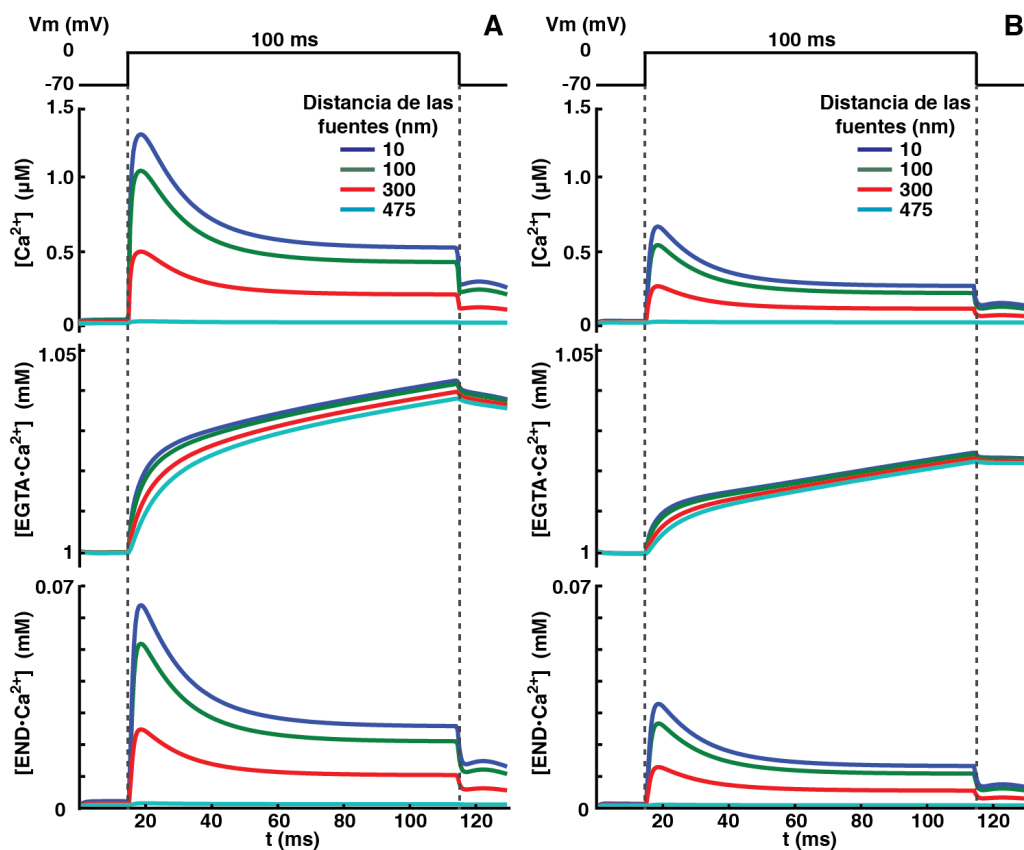 A
Vm (mV)
0
-70
100 ms
Distancia de las
fuentes (nm)
10
100
300
475
[Ca²⁺] (µM)
1.5
1.0
0.5
0
[EGTA•Ca²⁺] (mM)
1.05
1
[END•Ca²⁺] (mM)
0.07
0
20
40
60
80
100
120
t (ms)
B
Vm (mV)
0
-70
100 ms
Distancia de las
fuentes (nm)
10
100
300
475
[Ca²⁺] (µM)
1.5
1.0
0.5
0
[EGTA•Ca²⁺] (mM)
1.05
1
[END•Ca²⁺] (mM)
0.07
0
20
40
60
80
100
120
t (ms)